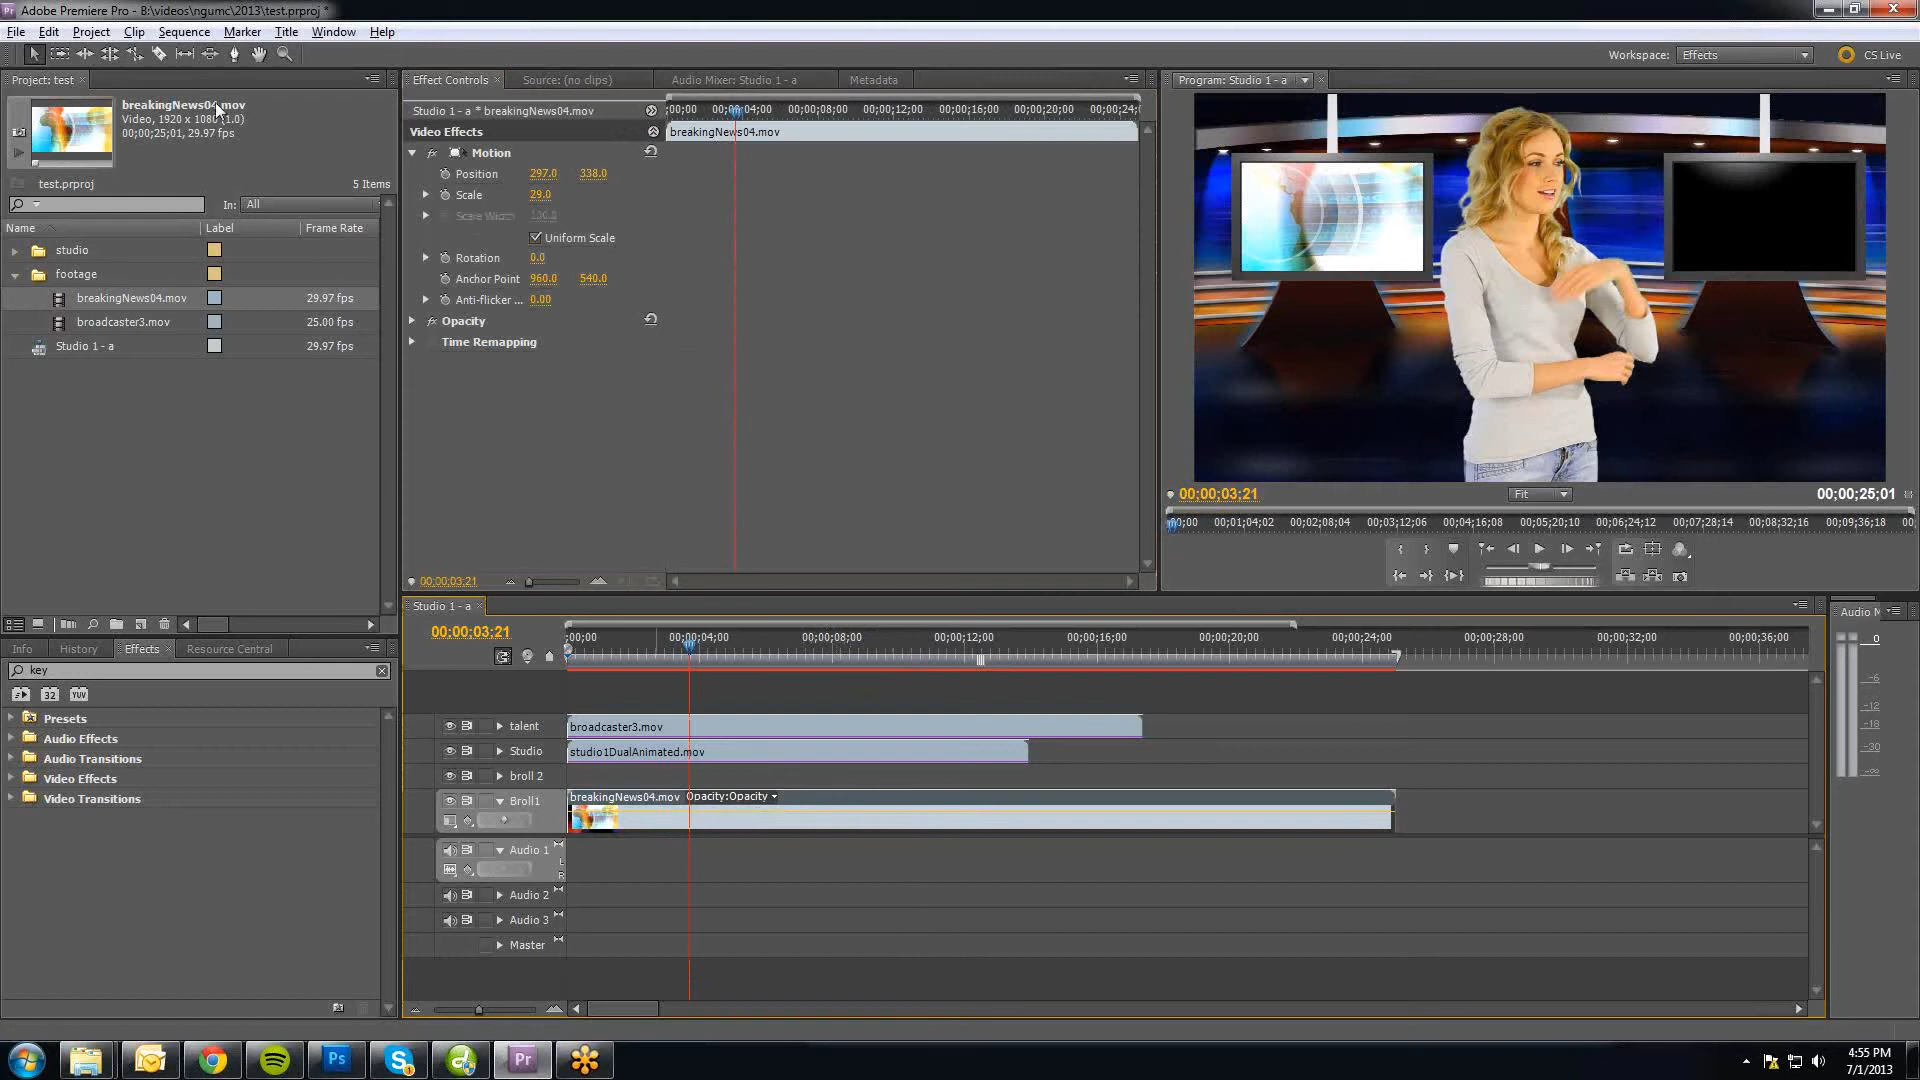 Adobe Premiere Pro - B:\videos\ngumc\2013\test.prproj *
File Edit Project Clip Sequence Marker Title Window Help
Workspace: Effects CS Live
Project: test
breakingNews04.mov
Video, 1920 x 1080 (1.0)
00;00;25;01, 29.97 fps
test.prproj 5 Items
In: All
Name Label Frame Rate
studio
footage
breakingNews04.mov 29.97 fps
broadcaster3.mov 25.00 fps
Studio 1 - a 29.97 fps
Effect Controls Source: (no clips) Audio Mixer: Studio 1 - a Metadata
Studio 1 - a * breakingNews04.mov
;00;00 00;00;04;00 00;00;08;00 00;00;12;00 00;00;16;00 00;00;20;00 00;00;24;
Video Effects
breakingNews04.mov
fx Motion
Position 297.0 338.0
Scale 29.0
Scale Width
Uniform Scale
Rotation 0.0
Anchor Point 960.0 540.0
Anti-flicker ... 0.00
fx Opacity
Time Remapping
00;00;03;21
Program: Studio 1 - a
00;00;03;21 Fit 00;00;25;01
;00;00 00;01;04;02 00;02;08;04 00;03;12;06 00;04;16;08 00;05;20;10 00;06;24;12 00;07;28;14 00;08;32;16 00;09;36;18 00;
Info History Effects Resource Central
key
32 YUV
Presets
Audio Effects
Audio Transitions
Video Effects
Video Transitions
Studio 1 - a
00;00;03;21
;00;00 00;00;04;00 00;00;08;00 00;00;12;00 00;00;16;00 00;00;20;00 00;00;24;00 00;00;28;00 00;00;32;00 00;00;36;00
talent broadcaster3.mov
Studio studio1DualAnimated.mov
broll 2
Broll1 breakingNews04.mov Opacity:Opacity
Audio 1
L
R
Audio 2
Audio 3
Master
Audio M
0
-6
-12
-18
-30
-∞
Ps
Pr
4:55 PM
7/1/2013